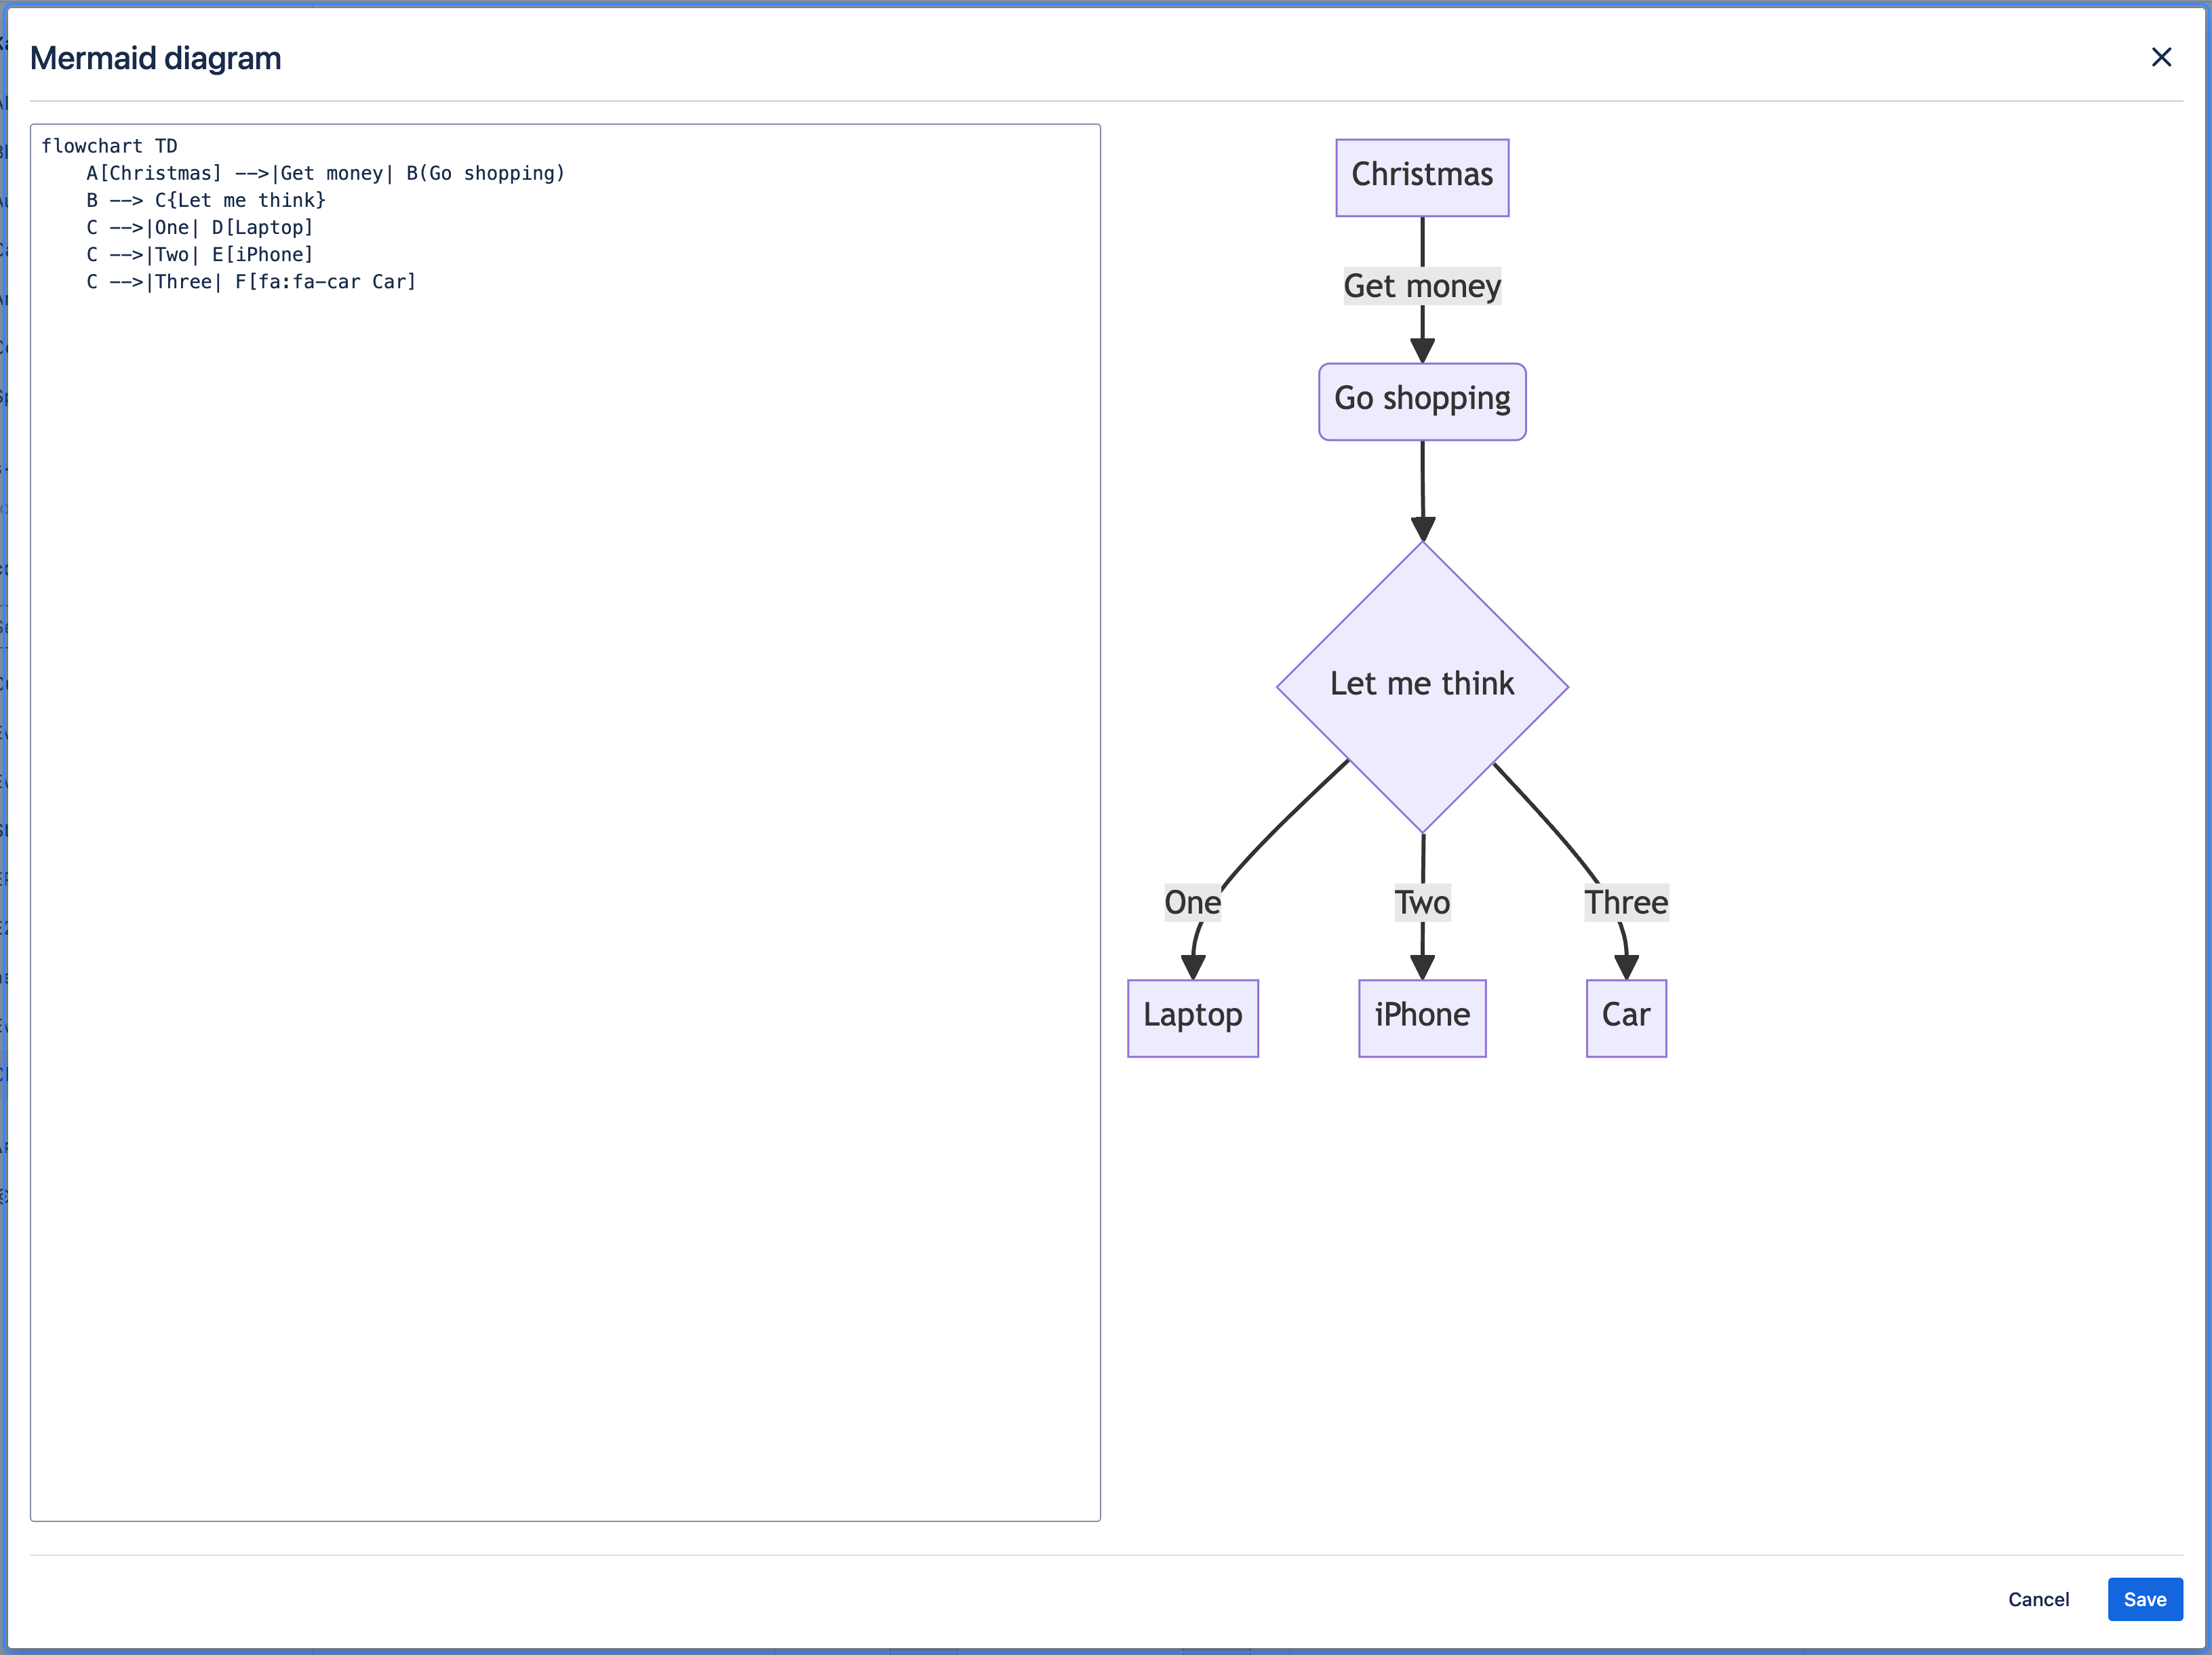 Mermaid diagram
flowchart TD
    A[Christmas] -->|Get money| B(Go shopping)
    B --> C{Let me think}
    C -->|One| D[Laptop]
    C -->|Two| E[iPhone]
    C -->|Three| F[fa:fa-car Car]
Christmas
Get money
Go shopping
Let me think
One Two Three
Laptop iPhone Car
Cancel Save